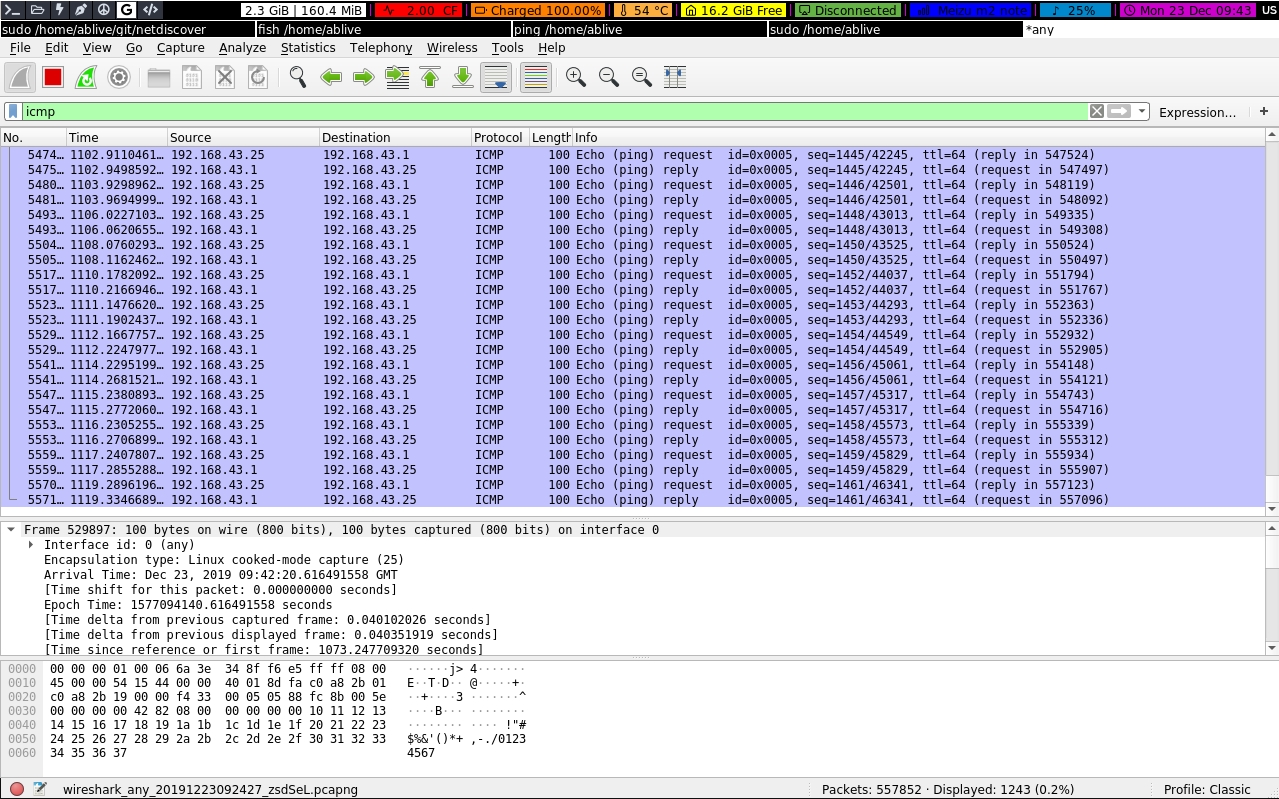 2.3 GiB | 160.4 MiB 2.00 CF Charged 100.00% 54 °C 16.2 GiB Free Disconnected Meizu m2 note 25% Mon 23 Dec 09:43 US
sudo /home/ablive/git/netdiscover fish /home/ablive ping /home/ablive sudo /home/ablive *any
File Edit View Go Capture Analyze Statistics Telephony Wireless Tools Help
icmp Expression… +
No. Time Source Destination Protocol Length Info
5474… 1102.9110461… 192.168.43.25 192.168.43.1 ICMP 100 Echo (ping) request id=0x0005, seq=1445/42245, ttl=64 (reply in 547524)
5475… 1102.9498592… 192.168.43.1 192.168.43.25 ICMP 100 Echo (ping) reply id=0x0005, seq=1445/42245, ttl=64 (request in 547497)
5480… 1103.9298962… 192.168.43.25 192.168.43.1 ICMP 100 Echo (ping) request id=0x0005, seq=1446/42501, ttl=64 (reply in 548119)
5481… 1103.9694999… 192.168.43.1 192.168.43.25 ICMP 100 Echo (ping) reply id=0x0005, seq=1446/42501, ttl=64 (request in 548092)
5493… 1106.0227103… 192.168.43.25 192.168.43.1 ICMP 100 Echo (ping) request id=0x0005, seq=1448/43013, ttl=64 (reply in 549335)
5493… 1106.0620655… 192.168.43.1 192.168.43.25 ICMP 100 Echo (ping) reply id=0x0005, seq=1448/43013, ttl=64 (request in 549308)
5504… 1108.0760293… 192.168.43.25 192.168.43.1 ICMP 100 Echo (ping) request id=0x0005, seq=1450/43525, ttl=64 (reply in 550524)
5505… 1108.1162462… 192.168.43.1 192.168.43.25 ICMP 100 Echo (ping) reply id=0x0005, seq=1450/43525, ttl=64 (request in 550497)
5517… 1110.1782092… 192.168.43.25 192.168.43.1 ICMP 100 Echo (ping) request id=0x0005, seq=1452/44037, ttl=64 (reply in 551794)
5517… 1110.2166946… 192.168.43.1 192.168.43.25 ICMP 100 Echo (ping) reply id=0x0005, seq=1452/44037, ttl=64 (request in 551767)
5523… 1111.1476620… 192.168.43.25 192.168.43.1 ICMP 100 Echo (ping) request id=0x0005, seq=1453/44293, ttl=64 (reply in 552363)
5523… 1111.1902437… 192.168.43.1 192.168.43.25 ICMP 100 Echo (ping) reply id=0x0005, seq=1453/44293, ttl=64 (request in 552336)
5529… 1112.1667757… 192.168.43.25 192.168.43.1 ICMP 100 Echo (ping) request id=0x0005, seq=1454/44549, ttl=64 (reply in 552932)
5529… 1112.2247977… 192.168.43.1 192.168.43.25 ICMP 100 Echo (ping) reply id=0x0005, seq=1454/44549, ttl=64 (request in 552905)
5541… 1114.2295199… 192.168.43.25 192.168.43.1 ICMP 100 Echo (ping) request id=0x0005, seq=1456/45061, ttl=64 (reply in 554148)
5541… 1114.2681521… 192.168.43.1 192.168.43.25 ICMP 100 Echo (ping) reply id=0x0005, seq=1456/45061, ttl=64 (request in 554121)
5547… 1115.2380893… 192.168.43.25 192.168.43.1 ICMP 100 Echo (ping) request id=0x0005, seq=1457/45317, ttl=64 (reply in 554743)
5547… 1115.2772060… 192.168.43.1 192.168.43.25 ICMP 100 Echo (ping) reply id=0x0005, seq=1457/45317, ttl=64 (request in 554716)
5553… 1116.2305255… 192.168.43.25 192.168.43.1 ICMP 100 Echo (ping) request id=0x0005, seq=1458/45573, ttl=64 (reply in 555339)
5553… 1116.2706899… 192.168.43.1 192.168.43.25 ICMP 100 Echo (ping) reply id=0x0005, seq=1458/45573, ttl=64 (request in 555312)
5559… 1117.2407807… 192.168.43.25 192.168.43.1 ICMP 100 Echo (ping) request id=0x0005, seq=1459/45829, ttl=64 (reply in 555934)
5559… 1117.2855288… 192.168.43.1 192.168.43.25 ICMP 100 Echo (ping) reply id=0x0005, seq=1459/45829, ttl=64 (request in 555907)
5570… 1119.2896196… 192.168.43.25 192.168.43.1 ICMP 100 Echo (ping) request id=0x0005, seq=1461/46341, ttl=64 (reply in 557123)
5571… 1119.3346689… 192.168.43.1 192.168.43.25 ICMP 100 Echo (ping) reply id=0x0005, seq=1461/46341, ttl=64 (request in 557096)
Frame 529897: 100 bytes on wire (800 bits), 100 bytes captured (800 bits) on interface 0
Interface id: 0 (any)
Encapsulation type: Linux cooked-mode capture (25)
Arrival Time: Dec 23, 2019 09:42:20.616491558 GMT
[Time shift for this packet: 0.000000000 seconds]
Epoch Time: 1577094140.616491558 seconds
[Time delta from previous captured frame: 0.040102026 seconds]
[Time delta from previous displayed frame: 0.040351919 seconds]
[Time since reference or first frame: 1073.247709320 seconds]
0000 00 00 00 01 00 06 6a 3e 34 8f f6 e5 ff ff 08 00 ······j> 4·······
0010 45 00 00 54 15 44 00 00 40 01 8d fa c0 a8 2b 01 E··T·D·· @·····+·
0020 c0 a8 2b 19 00 00 f4 33 00 05 05 88 fc 8b 00 5e ··+····3 ·······^
0030 00 00 00 00 42 82 08 00 00 00 00 00 10 11 12 13 ····B··· ········
0040 14 15 16 17 18 19 1a 1b 1c 1d 1e 1f 20 21 22 23 ········ ···· !"#
0050 24 25 26 27 28 29 2a 2b 2c 2d 2e 2f 30 31 32 33 $%&'()*+ ,-./0123
0060 34 35 36 37 4567
wireshark_any_20191223092427_zsdSeL.pcapng Packets: 557852 · Displayed: 1243 (0.2%) Profile: Classic